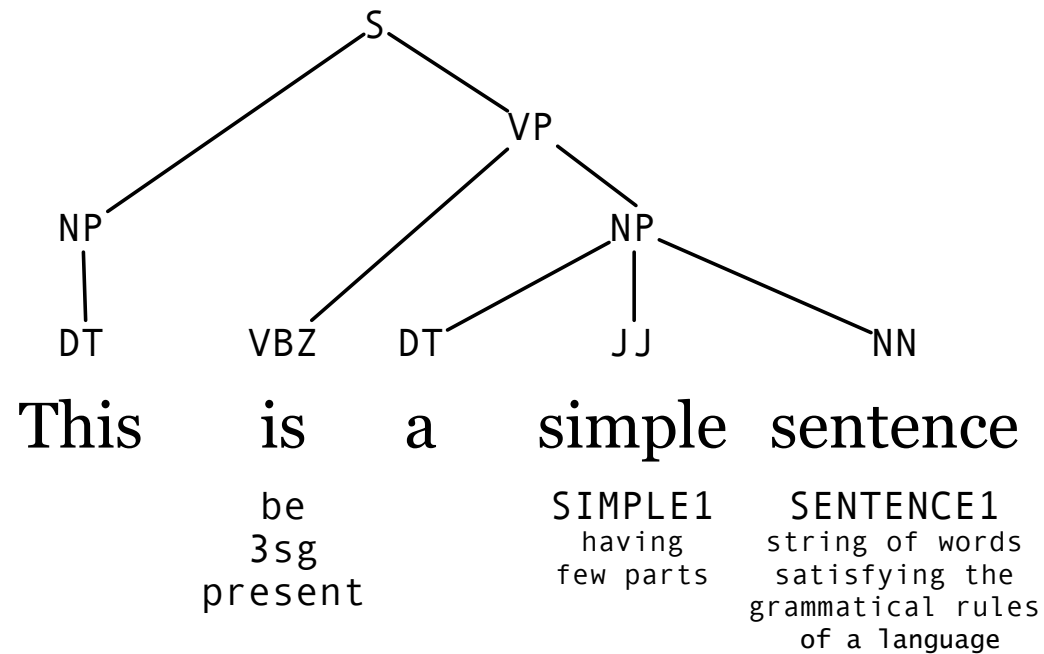 S
VP
NP NP
DT VBZ DT JJ NN
This is a simple sentence
be SIMPLE1 SENTENCE1
3sg having string of words
present few parts satisfying the
grammatical rules
of a language